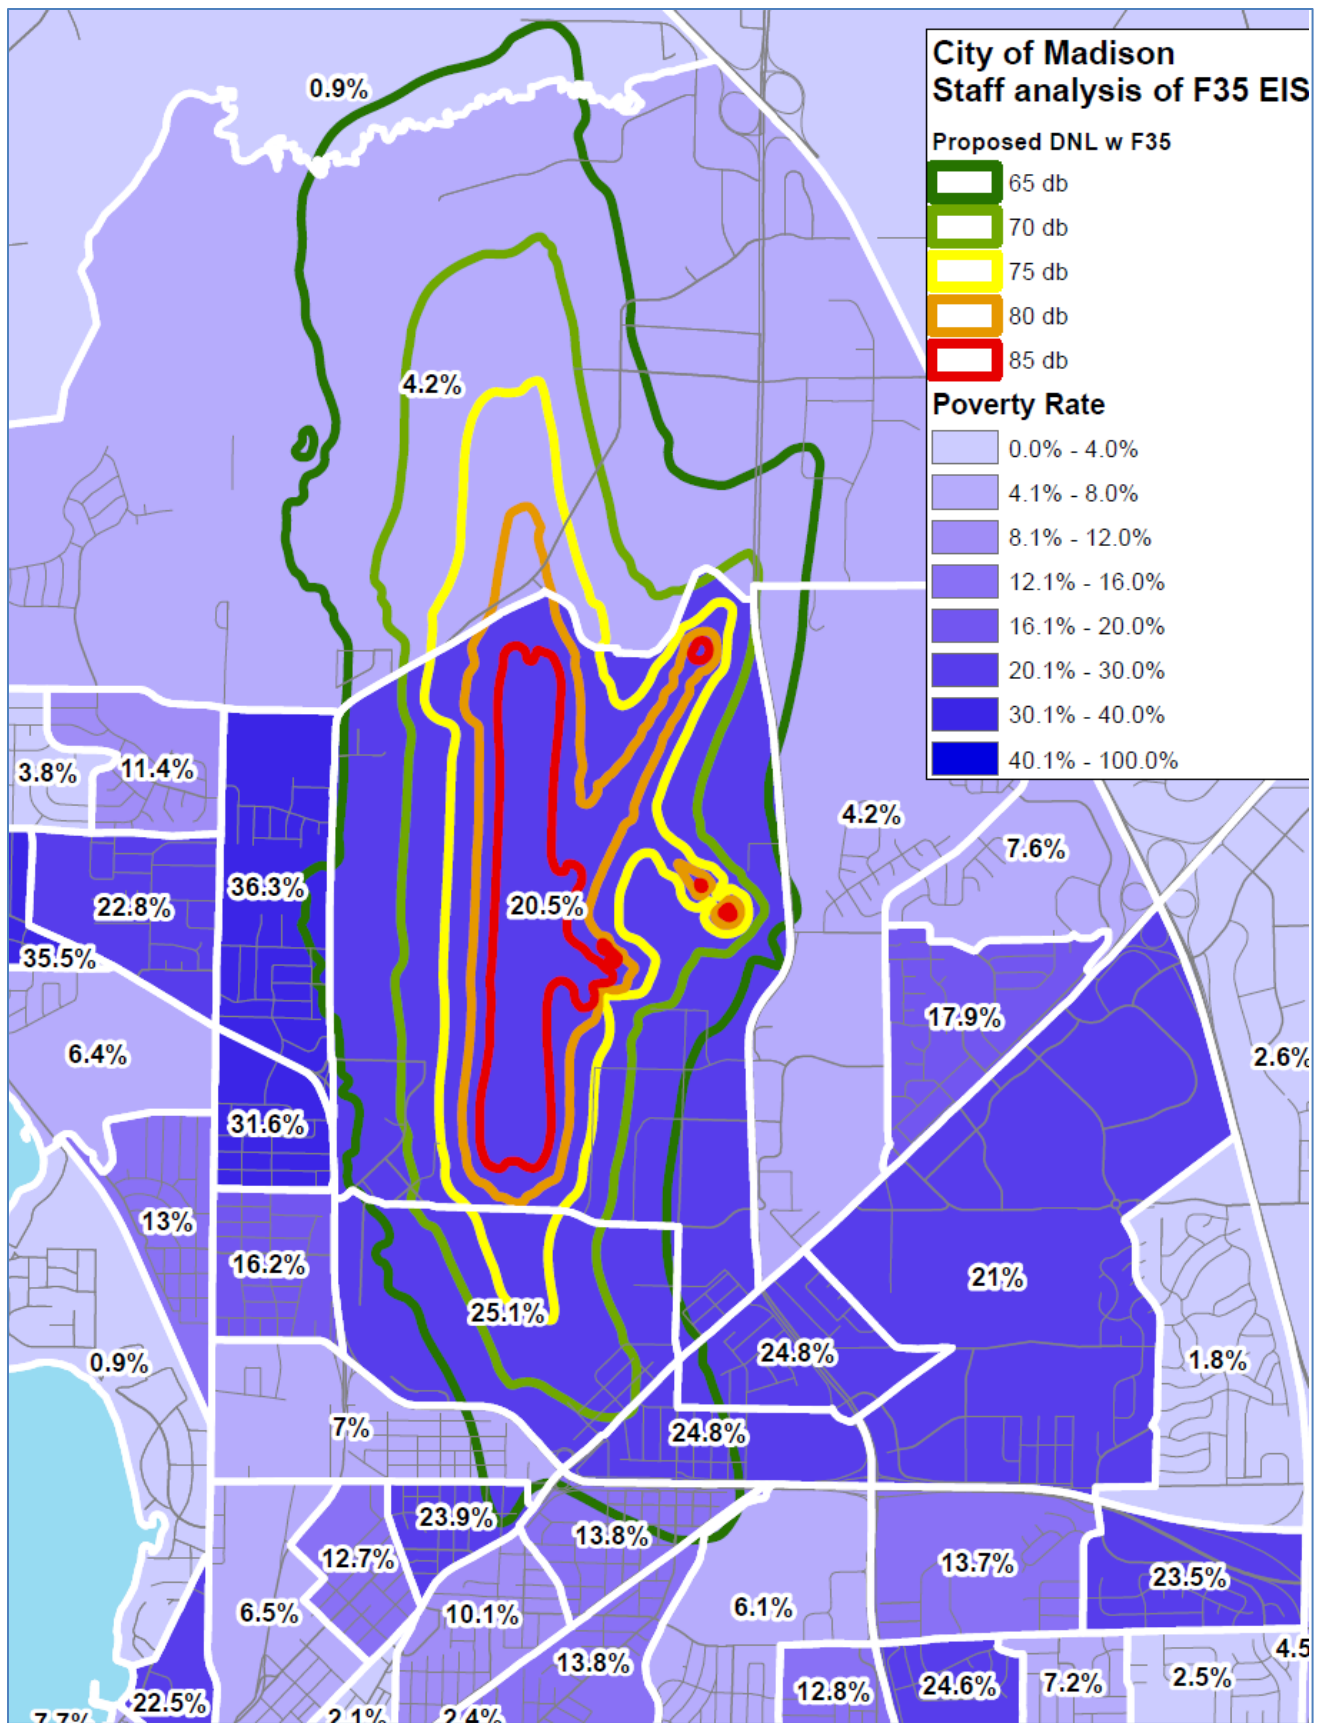 City of Madison
Staff analysis of F35 EIS
Proposed DNL w F35
65 db
70 db
75 db
80 db
85 db
Poverty Rate
0.0% - 4.0%
4.1% - 8.0%
8.1% - 12.0%
12.1% - 16.0%
16.1% - 20.0%
20.1% - 30.0%
30.1% - 40.0%
40.1% - 100.0%
0.9%
4.2%
3.8%
11.4%
4.2%
7.6%
36.3%
22.8%
20.5%
35.5%
17.9%
6.4%
2.6%
31.6%
13%
16.2%
21%
25.1%
24.8%
0.9%
1.8%
7%
24.8%
23.9%
13.8%
12.7%
13.7%
23.5%
6.5%
10.1%
6.1%
13.8%
4.5
22.5%
12.8%
24.6%
7.2%
2.5%